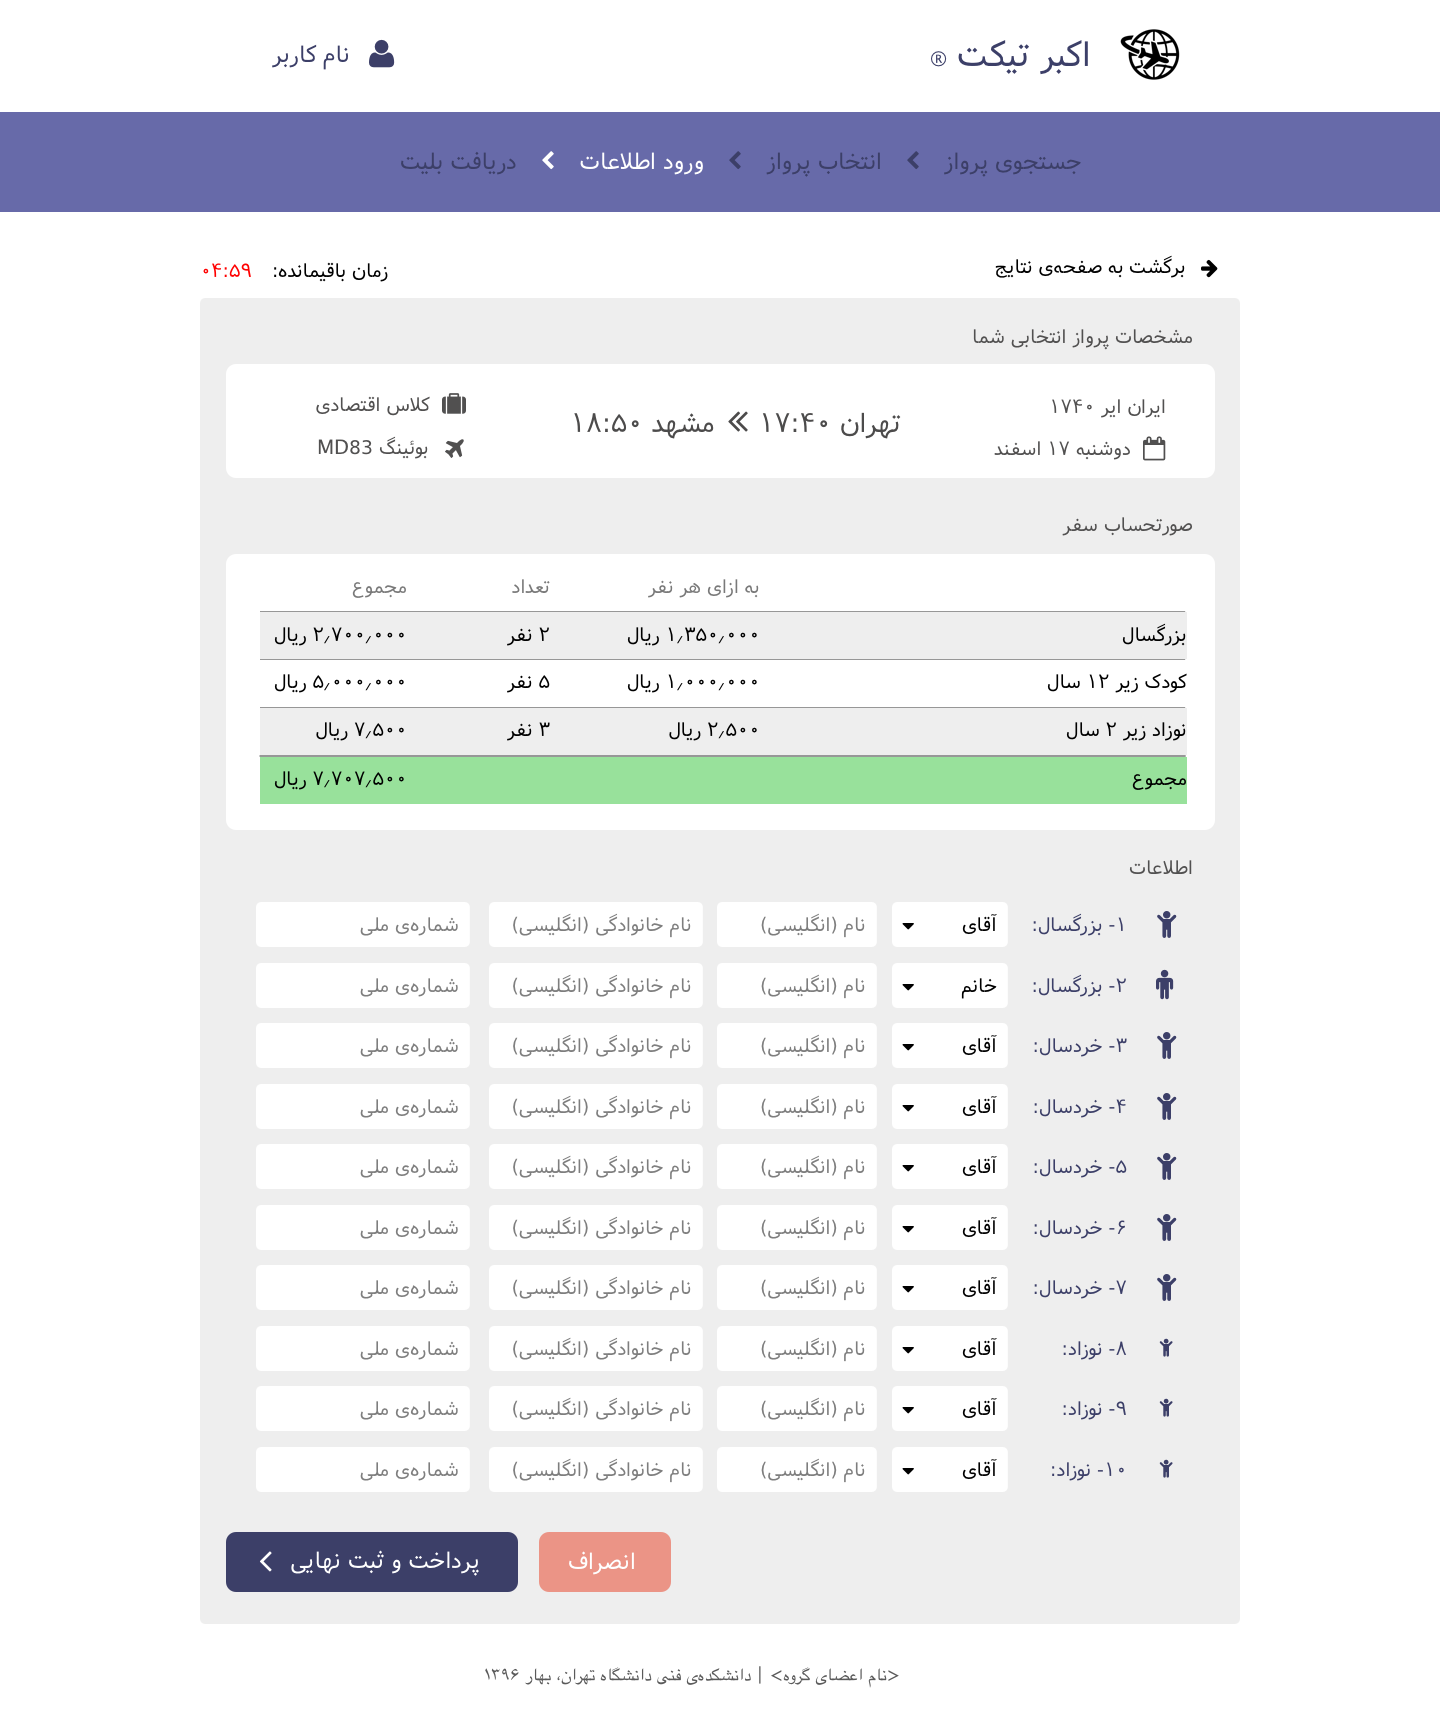 اکبر تیکت ®
نام کاربر
جستجوی پرواز انتخاب پرواز ورود اطلاعات دریافت بلیت
برگشت به صفحه‌ی نتایج
زمان باقیمانده: ۰۴:۵۹
مشخصات پرواز انتخابی شما
ایران ایر ۱۷۴۰
دوشنبه ۱۷ اسفند
تهران ۱۷:۴۰ » مشهد ۱۸:۵۰
کلاس اقتصادی
بوئینگ MD83
صورتحساب سفر
به ازای هر نفر تعداد مجموع
بزرگسال ۱٫۳۵۰٫۰۰۰ ریال ۲ نفر ۲٫۷۰۰٫۰۰۰ ریال
کودک زیر ۱۲ سال ۱٫۰۰۰٫۰۰۰ ریال ۵ نفر ۵٫۰۰۰٫۰۰۰ ریال
نوزاد زیر ۲ سال ۲٫۵۰۰ ریال ۳ نفر ۷٫۵۰۰ ریال
مجموع ۷٫۷۰۷٫۵۰۰ ریال
اطلاعات
۱- بزرگسال: آقای نام (انگلیسی) نام خانوادگی (انگلیسی) شماره‌ی ملی
۲- بزرگسال: خانم نام (انگلیسی) نام خانوادگی (انگلیسی) شماره‌ی ملی
۳- خردسال: آقای نام (انگلیسی) نام خانوادگی (انگلیسی) شماره‌ی ملی
۴- خردسال: آقای نام (انگلیسی) نام خانوادگی (انگلیسی) شماره‌ی ملی
۵- خردسال: آقای نام (انگلیسی) نام خانوادگی (انگلیسی) شماره‌ی ملی
۶- خردسال: آقای نام (انگلیسی) نام خانوادگی (انگلیسی) شماره‌ی ملی
۷- خردسال: آقای نام (انگلیسی) نام خانوادگی (انگلیسی) شماره‌ی ملی
۸- نوزاد: آقای نام (انگلیسی) نام خانوادگی (انگلیسی) شماره‌ی ملی
۹- نوزاد: آقای نام (انگلیسی) نام خانوادگی (انگلیسی) شماره‌ی ملی
۱۰- نوزاد: آقای نام (انگلیسی) نام خانوادگی (انگلیسی) شماره‌ی ملی
انصراف
پرداخت و ثبت نهایی
<نام اعضای گروه> | دانشکده‌ی فنی دانشگاه تهران، بهار ۱۳۹۶